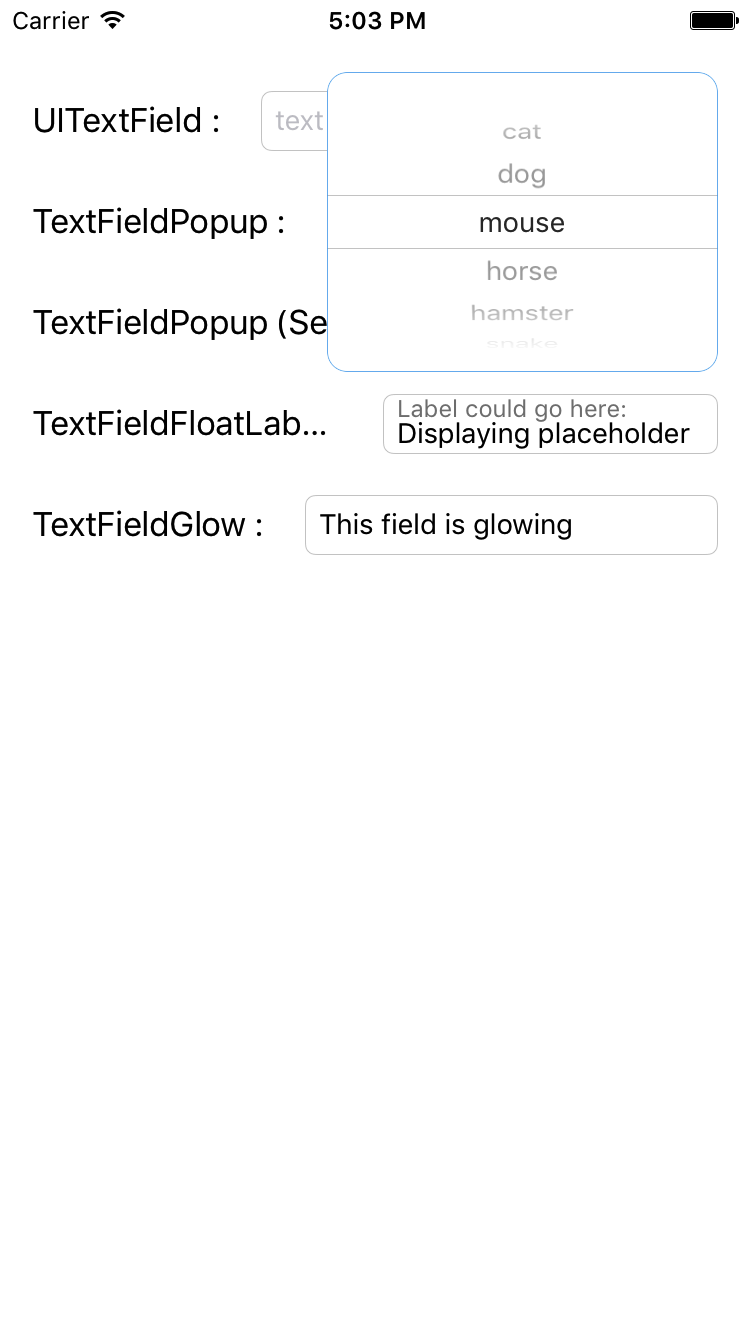 Carrier 5:03 PM
UITextField : text
cat
dog
TextFieldPopup : mouse
horse
hamster
TextFieldPopup (Se
snake
TextFieldFloatLab...
Label could go here:
Displaying placeholder
TextFieldGlow : This field is glowing